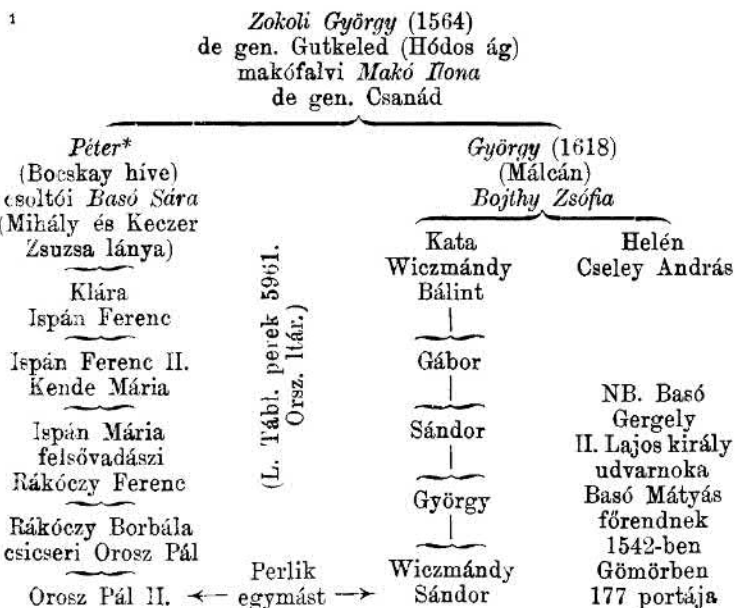 1
Zokoli György (1564)
de gen. Gutkeled (Hódos ág)
makófalvi Makó Ilona
de gen. Csanád
Péter*
(Bocskay híve)
csoltói Basó Sára
(Mihály és Keczer
Zsuzsa lánya)
Klára
Ispán Ferenc
Ispán Ferenc II.
Kende Mária
Ispán Mária
felsővadászi
Rákóczy Ferenc
Rákóczy Borbála
csicseri Orosz Pál
Orosz Pál II.
(L. Tábl. perek 5961.
Orsz. ltár.)
← Perlik
egymást →
György (1618)
(Málcán)
Bojthy Zsófia
Kata
Wiczmándy
Bálint
Gábor
Sándor
György
Wiczmándy
Sándor
Helén
Cseley András
NB. Basó
Gergely
II. Lajos király
udvarnoka
Basó Mátyás
főrendnek
1542-ben
Gömörben
177 portája